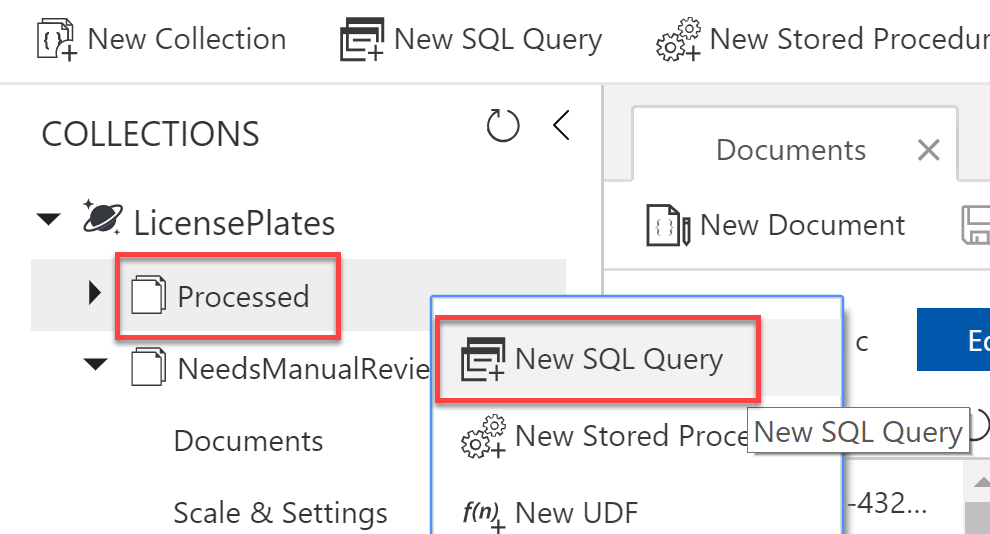 New Collection
New SQL Query
New Stored Procedur
COLLECTIONS
Documents
LicensePlates
New Document
Processed
c
Ec
New SQL Query
NeedsManualRevie
New Stored Proce
New SQL Query
Documents
-432...
Scale & Settings
f(n)
New UDF